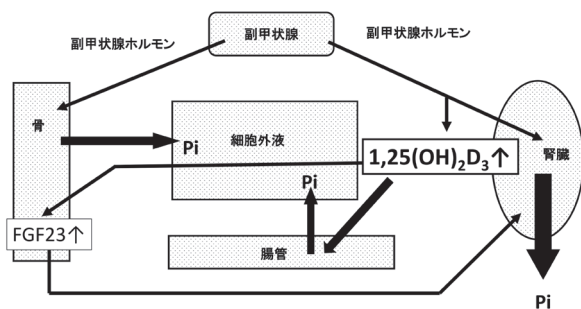 副甲状腺
副甲状腺ホルモン
副甲状腺ホルモン
骨
細胞外液
Pi
1,25(OH)₂D₃↑
腎臓
Pi
FGF23↑
腸管
Pi